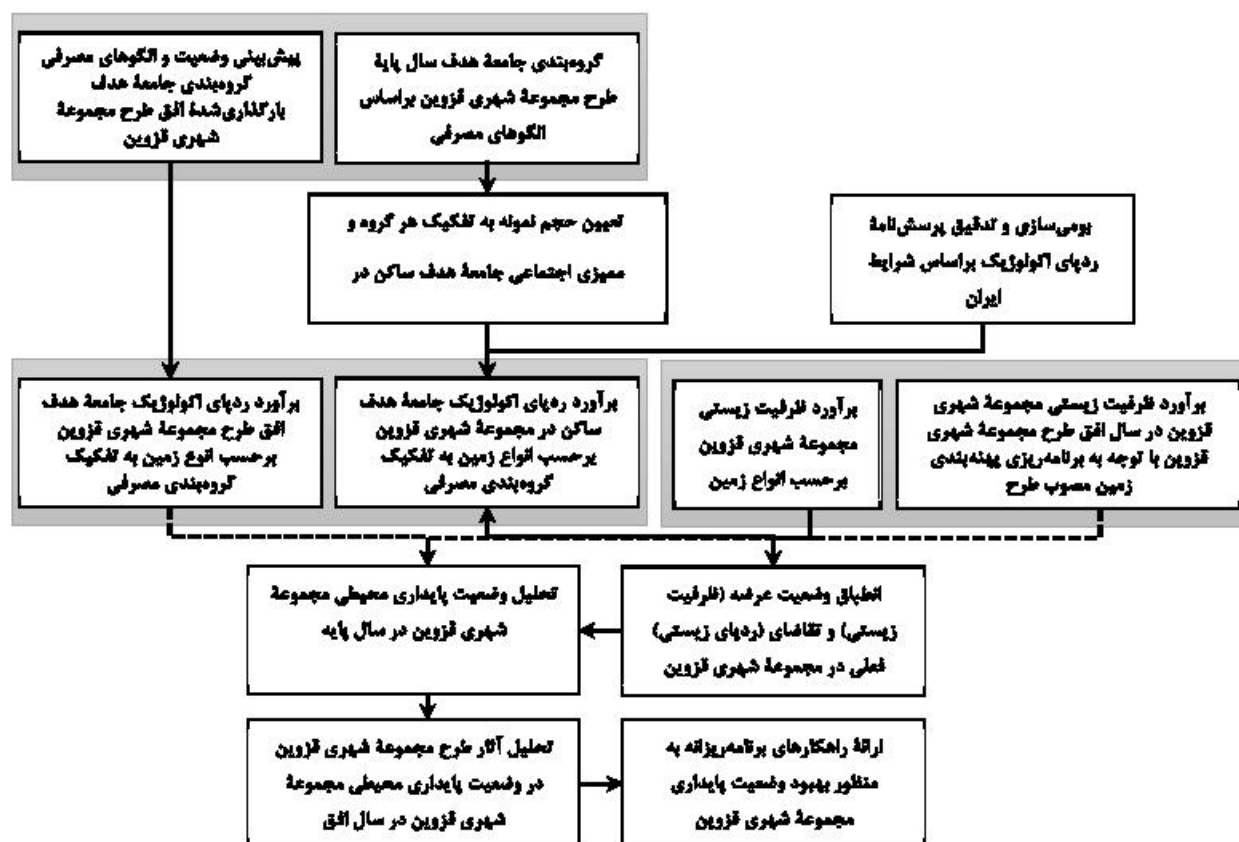 گروه‌بندی جامعهٔ هدف سال پایهٔ
طرح مجموعهٔ شهری قزوین براساس
الگوهای مصرفی
پیش‌بینی وضعیت و الگوهای مصرفی
گروه‌بندی جامعهٔ هدف
بارگذاری‌شدهٔ افق طرح مجموعهٔ
شهری قزوین
بومی‌سازی و تدقیق پرسش‌نامهٔ
ردپای اکولوژیک براساس شرایط
ایران
تعیین حجم نمونه به تفکیک هر گروه و
ممیزی اجتماعی جامعهٔ هدف ساکن در
برآورد ظرفیت زیستی مجموعهٔ شهری
قزوین در سال افق طرح مجموعهٔ شهری
قزوین با توجه به برنامه‌ریزی پهنه‌بندی
زمین مصوب طرح
برآورد ظرفیت زیستی
مجموعهٔ شهری قزوین
برحسب انواع زمین
برآورد ردپای اکولوژیک جامعهٔ هدف
ساکن در مجموعهٔ شهری قزوین
برحسب انواع زمین به تفکیک
گروه‌بندی مصرفی
برآورد ردپای اکولوژیک جامعهٔ هدف
افق طرح مجموعهٔ شهری قزوین
برحسب انوع زمین به تفکیک
گروه‌بندی مصرفی
انطباق وضعیت عرضه (ظرفیت
زیستی) و تقاضای (ردپای زیستی)
فعلی در مجموعهٔ شهری قزوین
تحلیل وضعیت پایداری محیطی مجموعهٔ
شهری قزوین در سال پایه
تحلیل آثار طرح مجموعهٔ شهری قزوین
در وضعیت پایداری محیطی مجموعهٔ
شهری قزوین در سال افق
ارائهٔ راهکارهای برنامه‌ریزانه به
منظور بهبود وضعیت پایداری
مجموعهٔ شهری قزوین